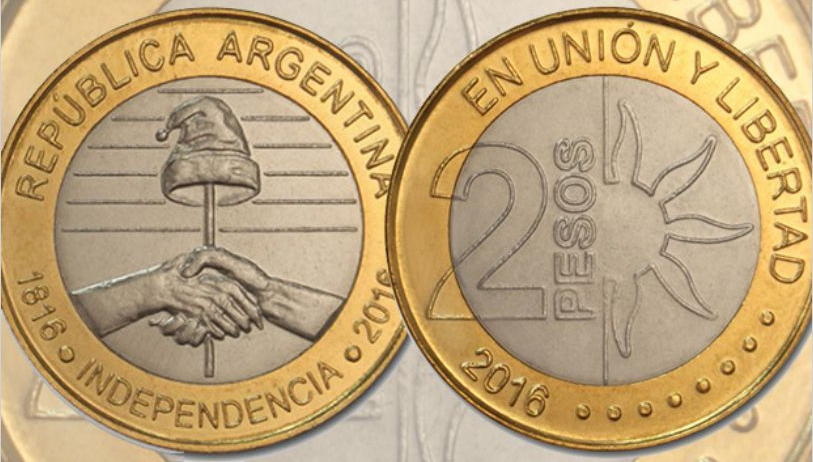 REPÚBLICA ARGENTINA
1816 • INDEPENDENCIA • 2016
EN UNIÓN Y LIBERTAD
2
PESOS
2016